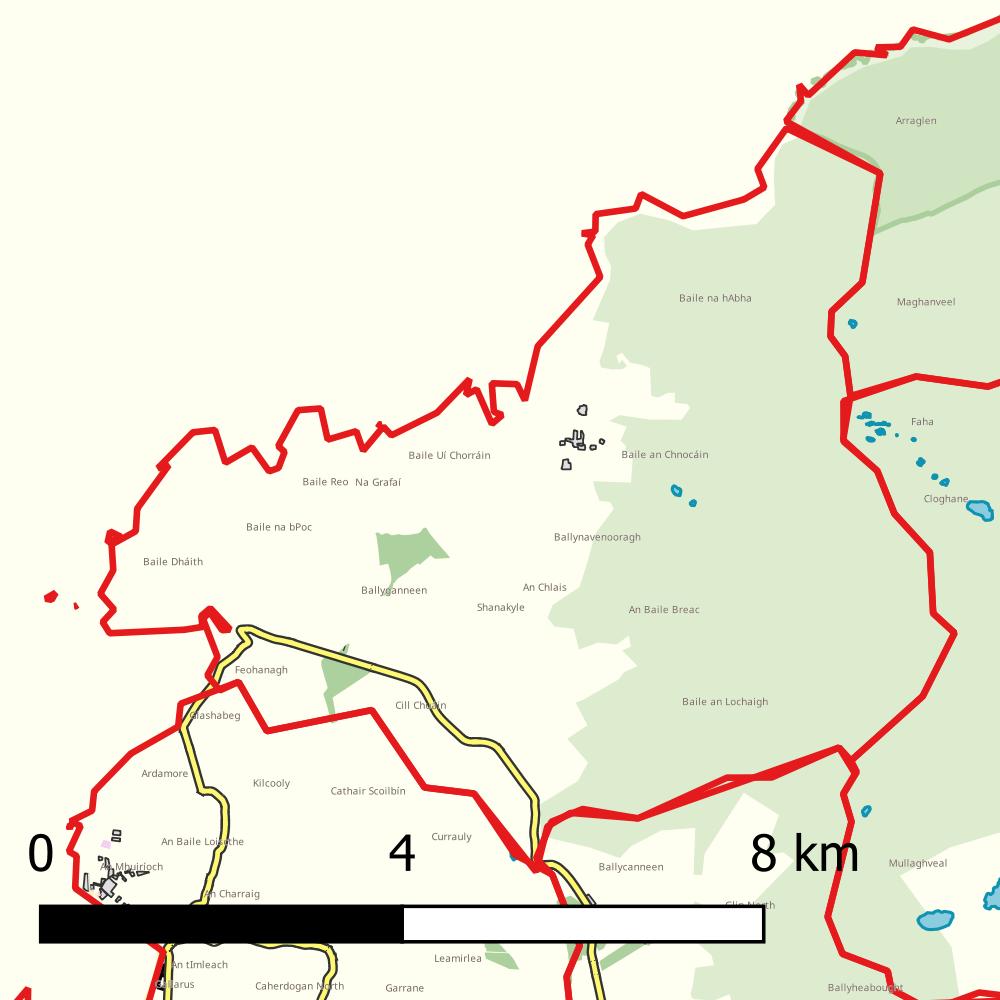 Arraglen
Baile na hAbha
Maghanveel
Faha
Baile Uí Chorráin
Baile an Chnocáin
Baile Reo
Na Grafaí
Cloghane
Baile na bPoc
Ballynavenooragh
Baile Dháith
An Chlais
Ballyganneen
Shanakyle
An Baile Breac
Feohanagh
Baile an Lochaigh
Cill Chuáin
Glashabeg
Ardamore
Kilcooly
Cathair Scoilbín
Currauly
An Baile Loiscthe
0
4
8 km
An Mhuiríoch
Ballycanneen
Mullaghveal
An Charraig
Glin North
Leamirlea
An tImleach
Gallarus
Caherdogan North
Garrane
Ballyheabought